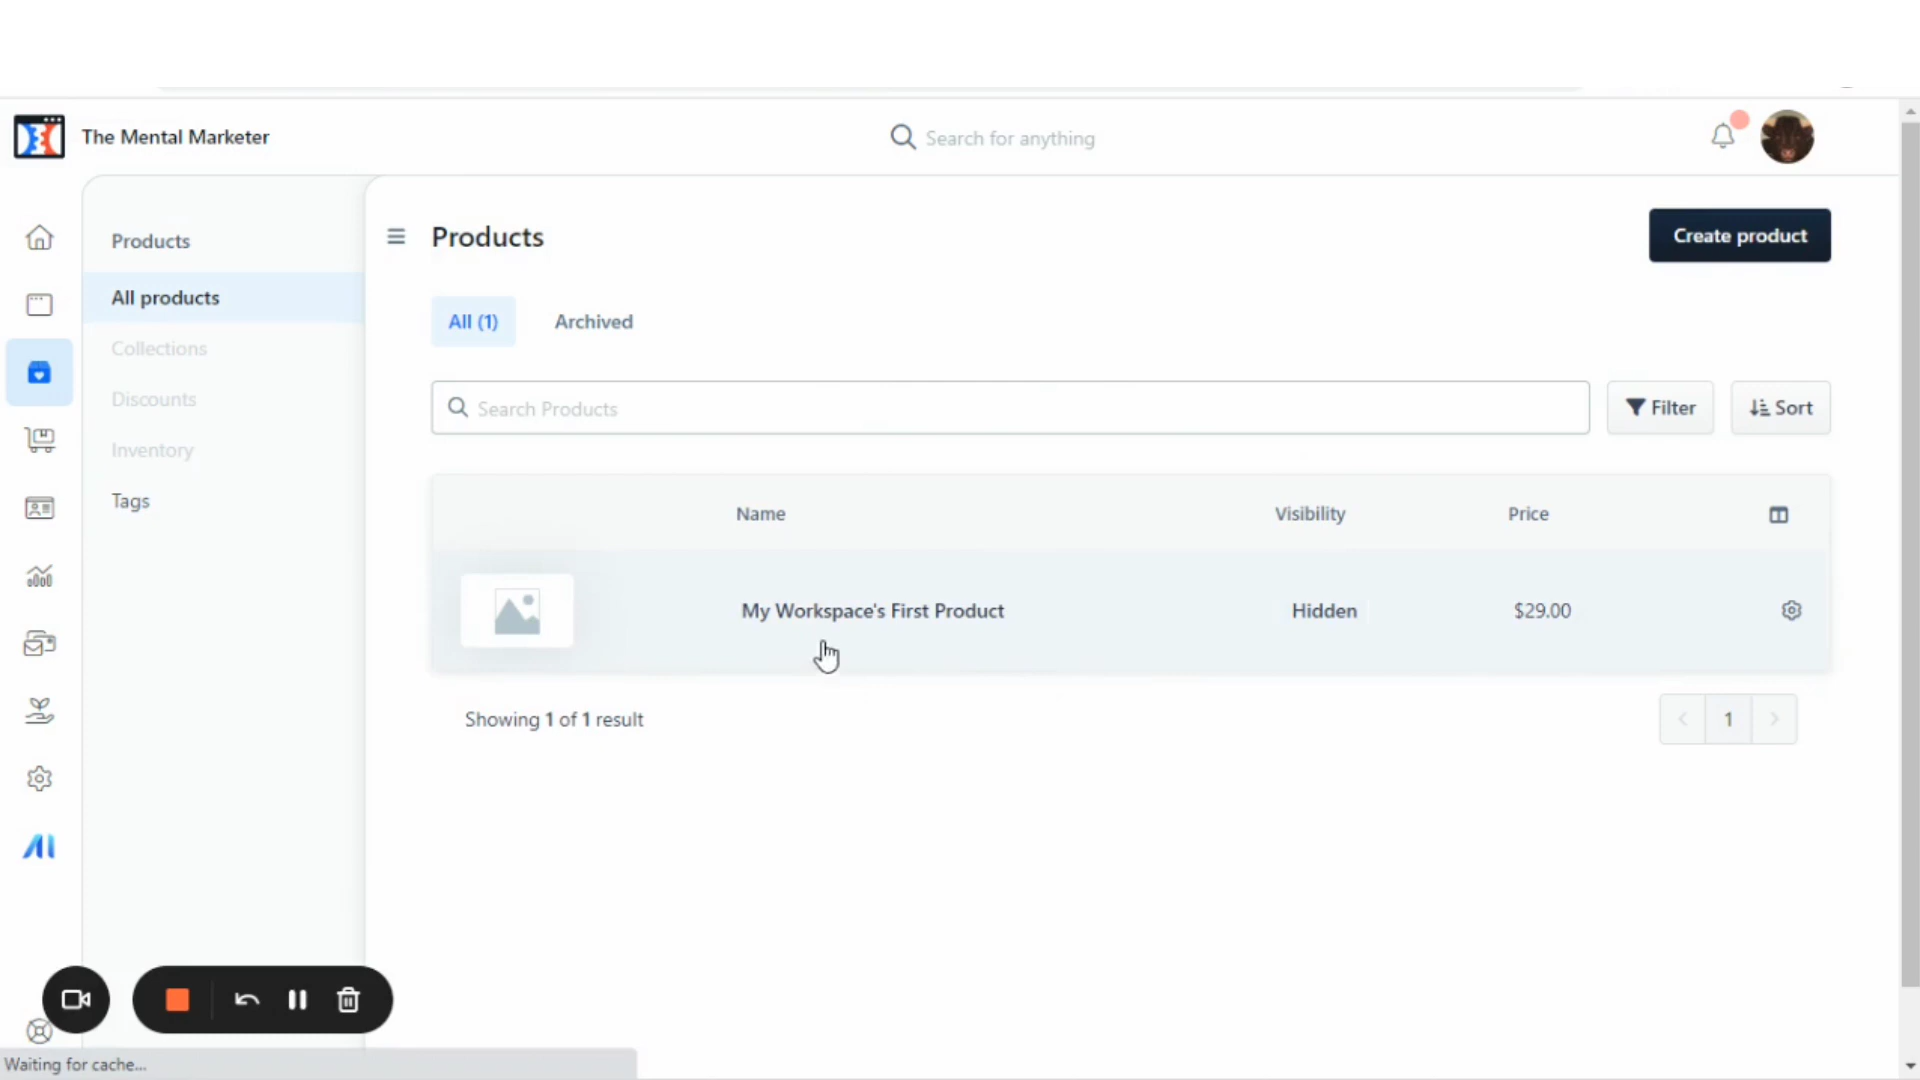 The Mental Marketer
Search for anything
Products
All products
Collections
Discounts
Inventory
Tags
Products
Create product
All (1)
Archived
Search Products
Filter
Sort
Name
Visibility
Price
My Workspace's First Product
Hidden
$29.00
Showing 1 of 1 result
1
AI
Waiting for cache...